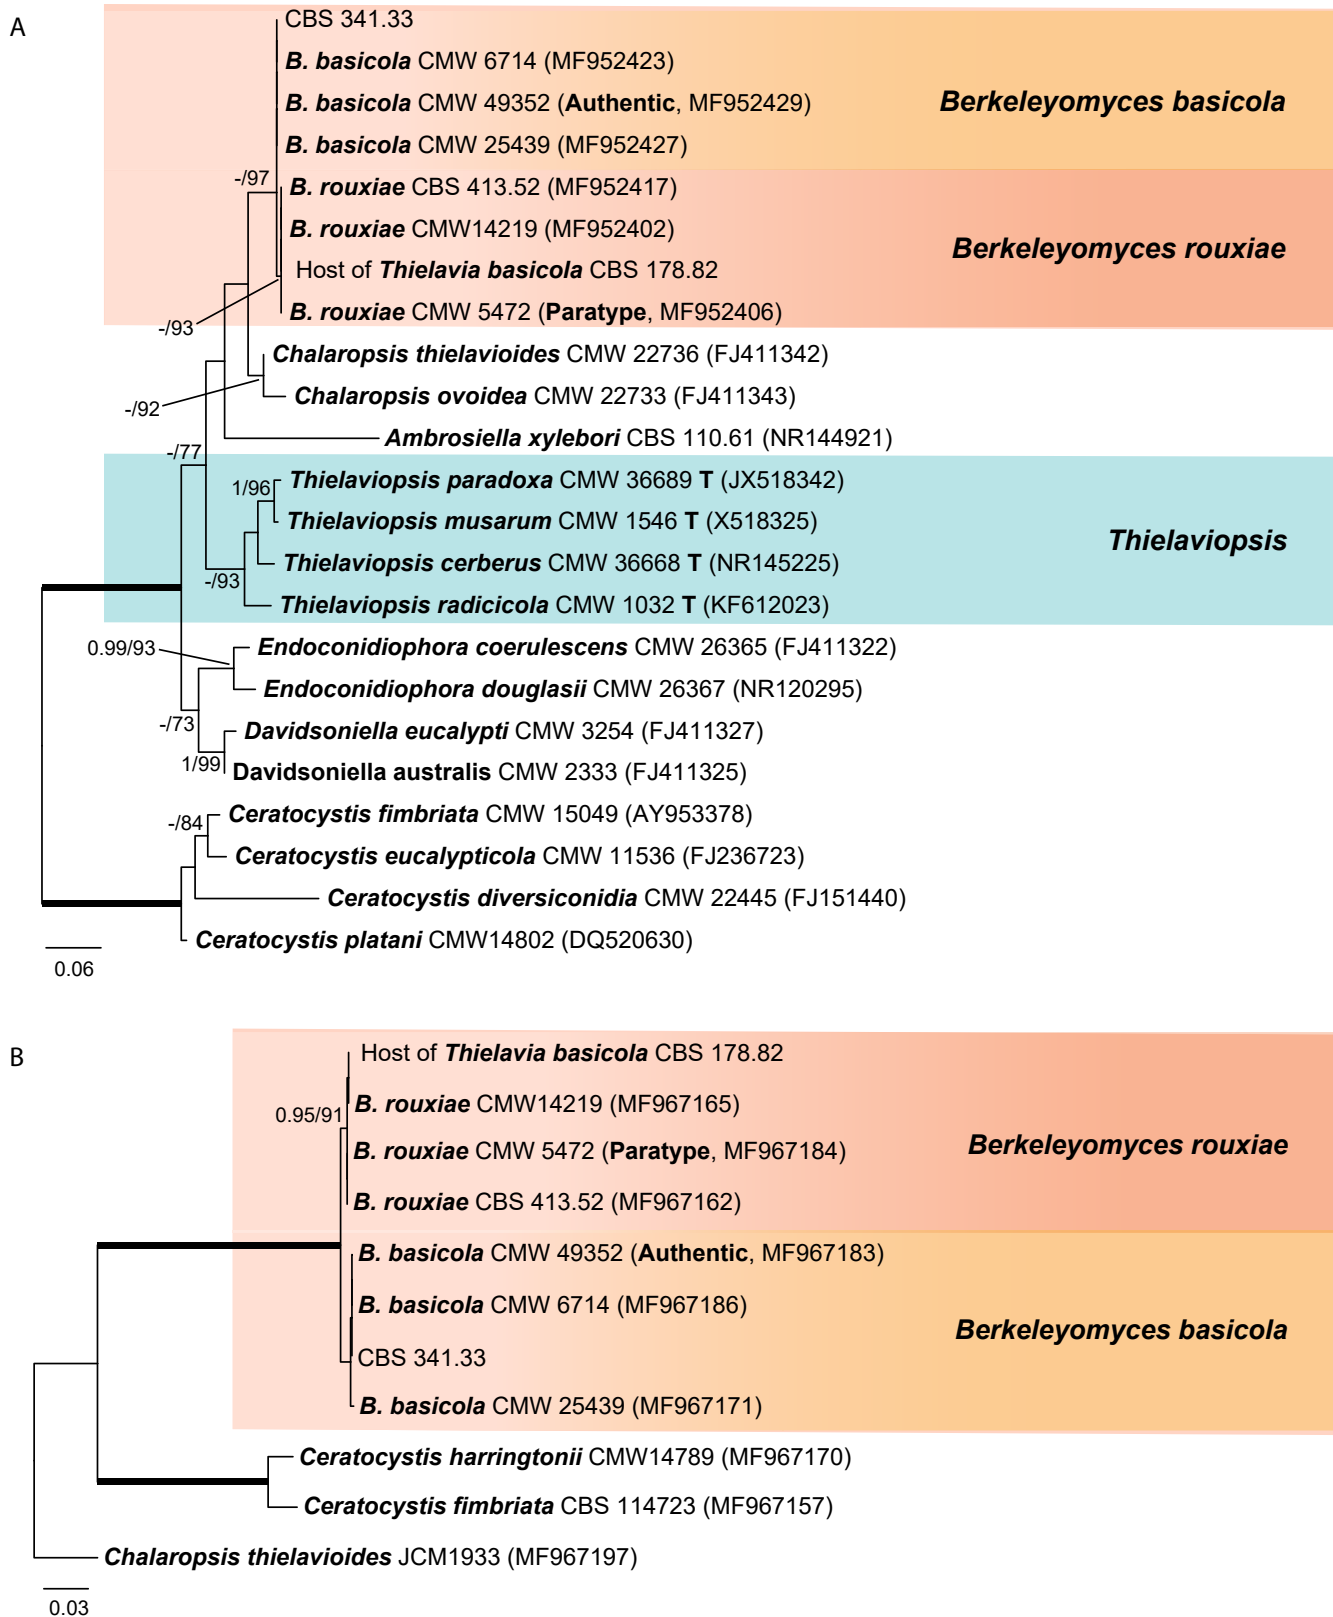 A
CBS 341.33
B. basicola CMW 6714 (MF952423)
B. basicola CMW 49352 (Authentic, MF952429)
Berkeleyomyces basicola
B. basicola CMW 25439 (MF952427)
-/97
B. rouxiae CBS 413.52 (MF952417)
B. rouxiae CMW14219 (MF952402)
Berkeleyomyces rouxiae
Host of Thielavia basicola CBS 178.82
B. rouxiae CMW 5472 (Paratype, MF952406)
-/93
Chalaropsis thielavioides CMW 22736 (FJ411342)
Chalaropsis ovoidea CMW 22733 (FJ411343)
-/92
Ambrosiella xylebori CBS 110.61 (NR144921)
-/77
Thielaviopsis paradoxa CMW 36689 T (JX518342)
1/96
Thielaviopsis musarum CMW 1546 T (X518325)
Thielaviopsis
Thielaviopsis cerberus CMW 36668 T (NR145225)
-/93
Thielaviopsis radicicola CMW 1032 T (KF612023)
0.99/93
Endoconidiophora coerulescens CMW 26365 (FJ411322)
Endoconidiophora douglasii CMW 26367 (NR120295)
-/73
Davidsoniella eucalypti CMW 3254 (FJ411327)
1/99
Davidsoniella australis CMW 2333 (FJ411325)
Ceratocystis fimbriata CMW 15049 (AY953378)
-/84
Ceratocystis eucalypticola CMW 11536 (FJ236723)
Ceratocystis diversiconidia CMW 22445 (FJ151440)
Ceratocystis platani CMW14802 (DQ520630)
0.06
B
Host of Thielavia basicola CBS 178.82
B. rouxiae CMW14219 (MF967165)
0.95/91
B. rouxiae CMW 5472 (Paratype, MF967184)
Berkeleyomyces rouxiae
B. rouxiae CBS 413.52 (MF967162)
B. basicola CMW 49352 (Authentic, MF967183)
B. basicola CMW 6714 (MF967186)
Berkeleyomyces basicola
CBS 341.33
B. basicola CMW 25439 (MF967171)
Ceratocystis harringtonii CMW14789 (MF967170)
Ceratocystis fimbriata CBS 114723 (MF967157)
Chalaropsis thielavioides JCM1933 (MF967197)
0.03